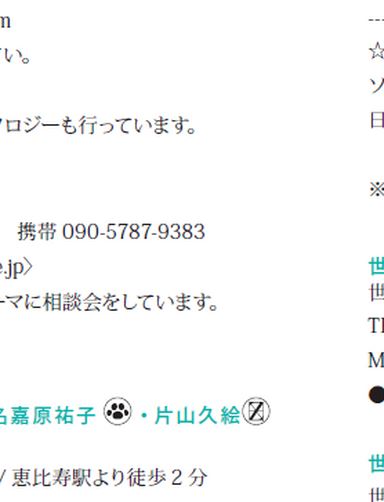 m
い。
ロジーも行っています。
携帯 090-5787-9383
e.jp〉
ーマに相談会をしています。
名嘉原祐子 ・片山久絵
/ 恵比寿駅より徒歩 2 分
---
☆
ソ
日
※
世
世
T
M
●
世
世